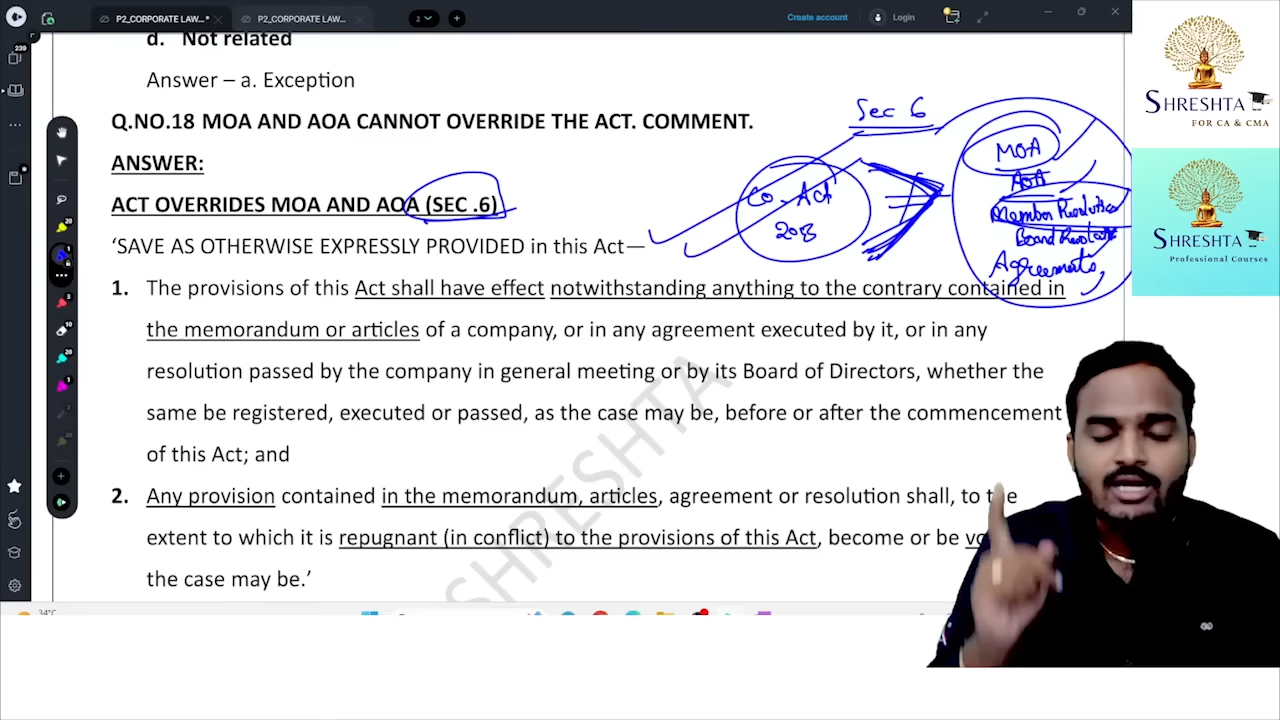 P2_CORPORATE LAW...* P2_CORPORATE LAW... 2 Create account Login
239
d. Not related
Answer – a. Exception
Q.NO.18 MOA AND AOA CANNOT OVERRIDE THE ACT. COMMENT.
ANSWER:
ACT OVERRIDES MOA AND AOA (SEC .6)
‘SAVE AS OTHERWISE EXPRESSLY PROVIDED in this Act—
1. The provisions of this Act shall have effect notwithstanding anything to the contrary contained in
the memorandum or articles of a company, or in any agreement executed by it, or in any
resolution passed by the company in general meeting or by its Board of Directors, whether the
same be registered, executed or passed, as the case may be, before or after the commencement
of this Act; and
2. Any provision contained in the memorandum, articles, agreement or resolution shall, to the
extent to which it is repugnant (in conflict) to the provisions of this Act, become or be
the case may be.’
Sec 6
Co. Act
2013
MOA
AOA
Member Resolution
Board
Agreements,
SHRESHTA
SHRESHTA
FOR CA & CMA
SHRESHTA
Professional Courses
34°C